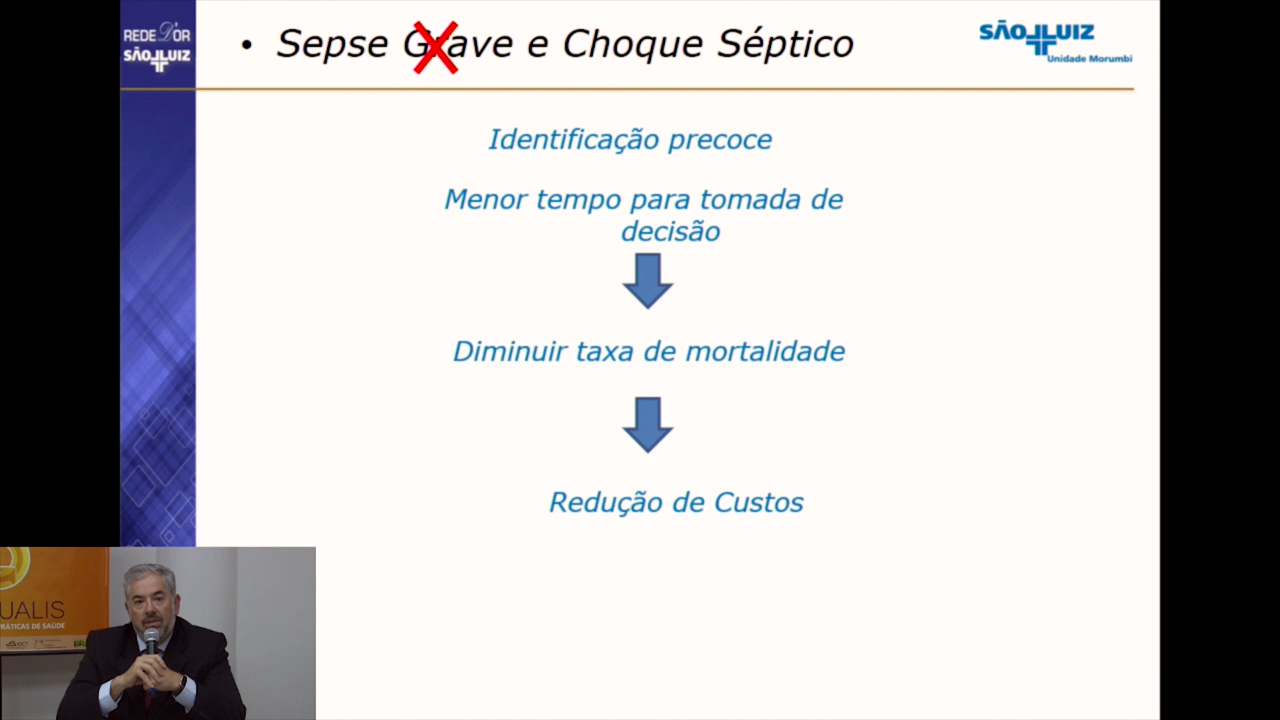 REDE D'OR
SÃO LUIZ
• Sepse Grave e Choque Séptico
SÃO LUIZ
Unidade Morumbi
Identificação precoce
Menor tempo para tomada de
decisão
Diminuir taxa de mortalidade
Redução de Custos
UALIS
PRÁTICAS DE SAÚDE